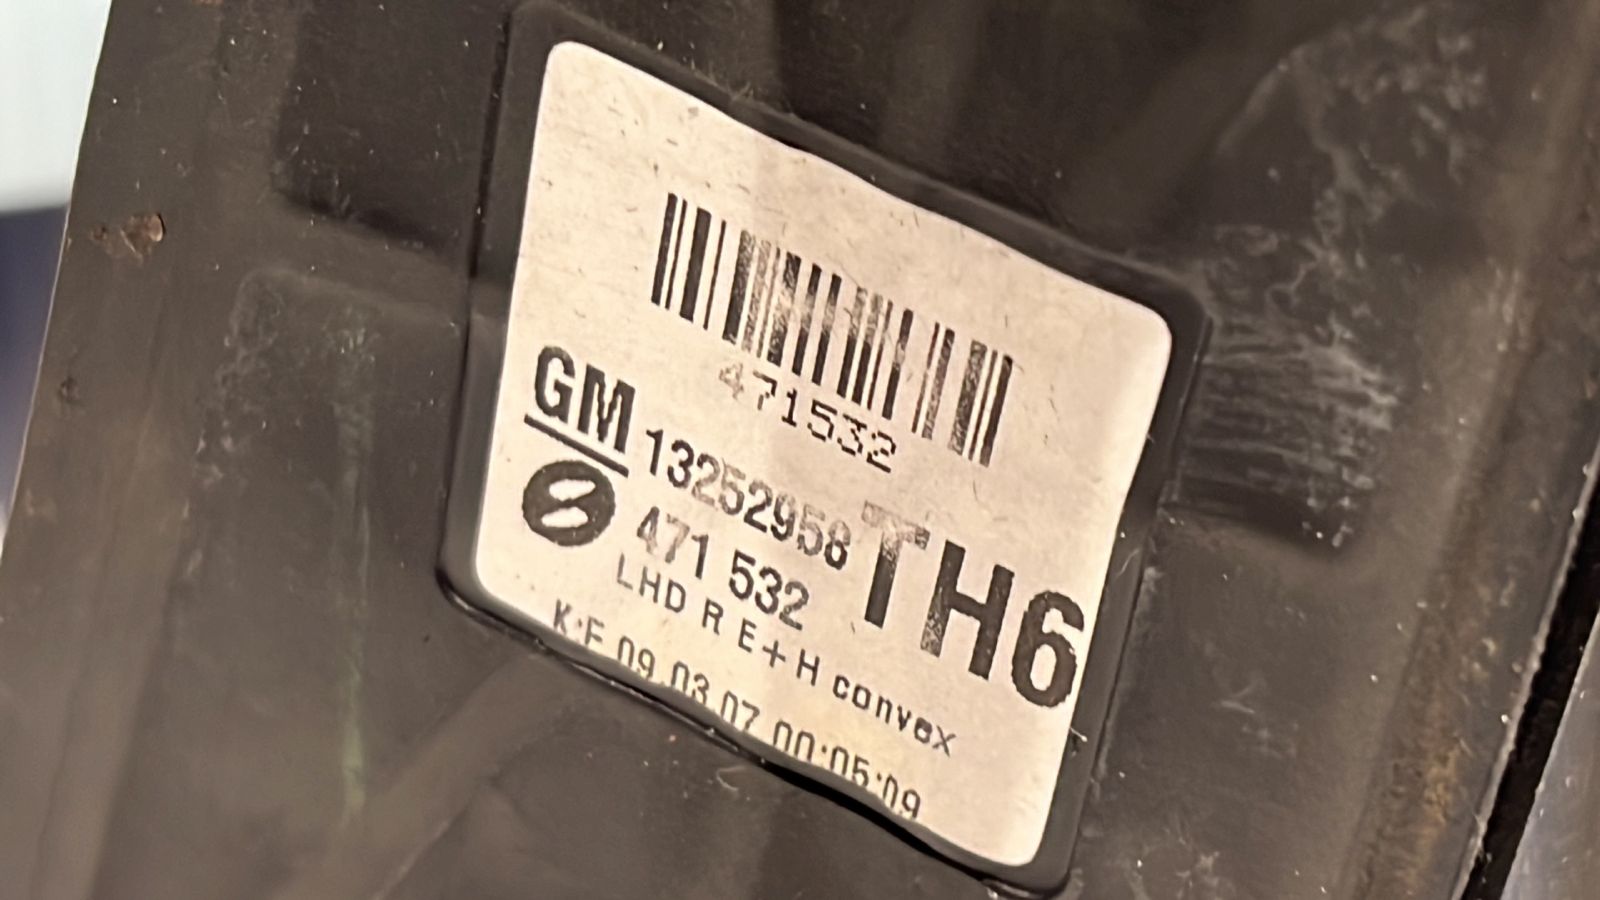 471532
GM 13252958 TH6
471 532
LHD R E+H convex
K:F 09.03.07 00:05:09